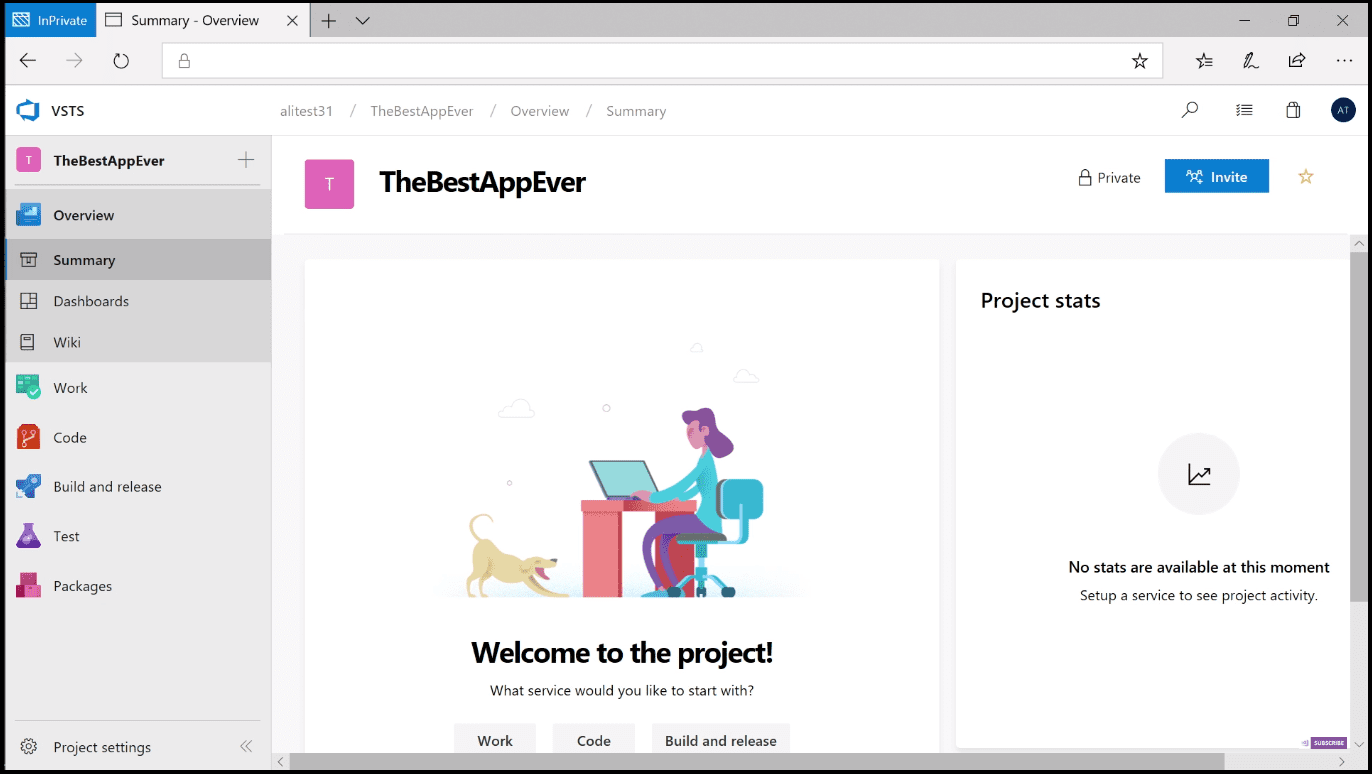 InPrivate
Summary - Overview
VSTS
alitest31 / TheBestAppEver / Overview / Summary
AT
T
TheBestAppEver
Overview
Summary
Dashboards
Wiki
Work
Code
Build and release
Test
Packages
Project settings
T
TheBestAppEver
Private
Invite
Welcome to the project!
What service would you like to start with?
Work
Code
Build and release
Project stats
No stats are available at this moment
Setup a service to see project activity.
SUBSCRIBE